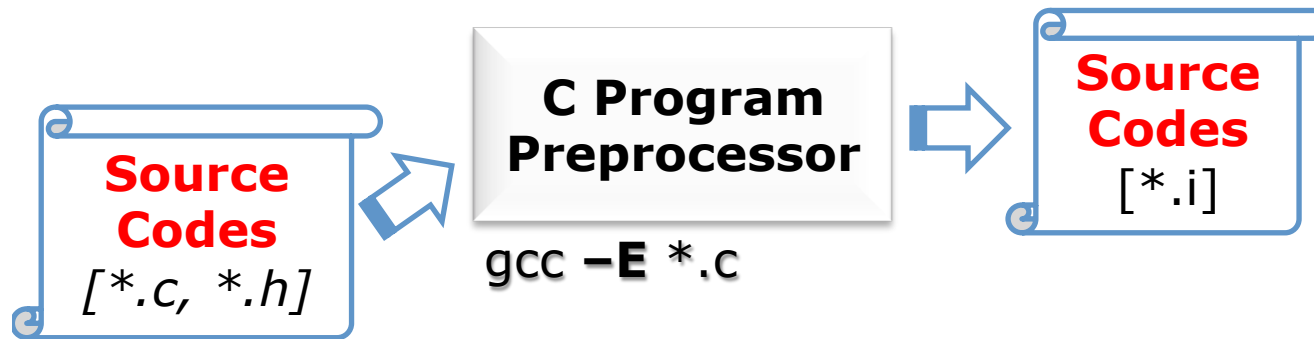 Source
Codes
[*.c, *.h]
C Program
Preprocessor
gcc –E *.c
Source
Codes
[*.i]